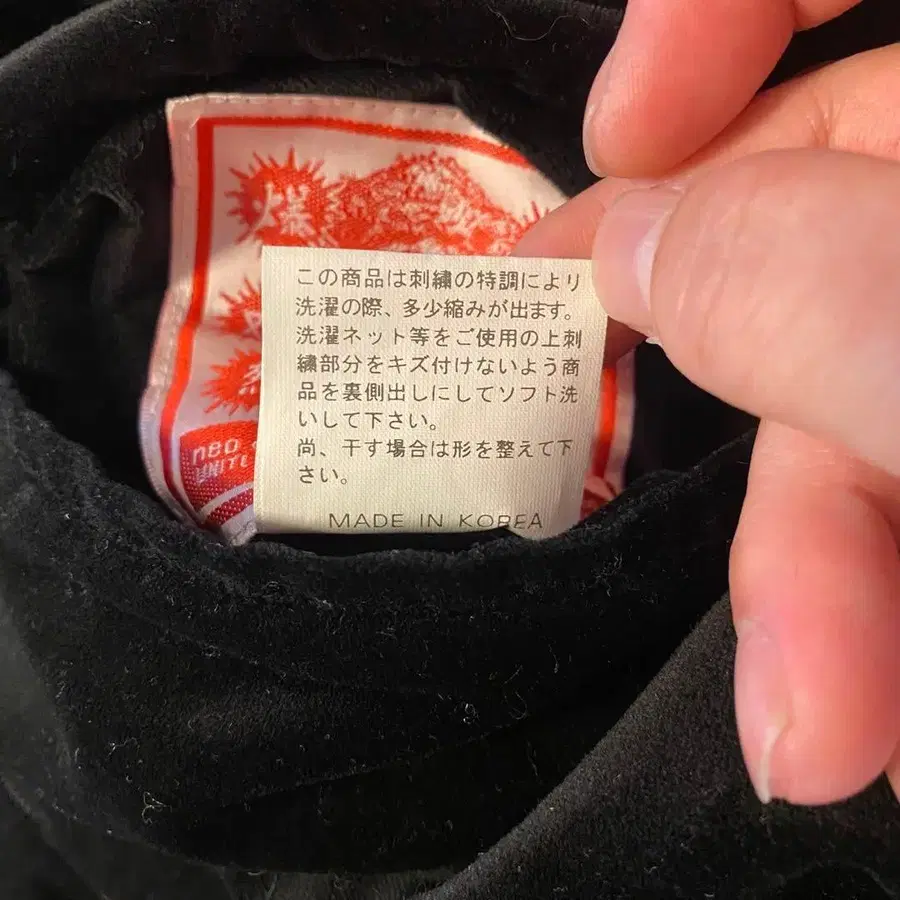 爆
neo
UNITE
この商品は刺繍の特調により
洗濯の際、多少縮みが出ます。
洗濯ネット等をご使用の上刺
繍部分をキズ付けないよう商
品を裏側出しにしてソフト洗
いして下さい。
尚、干す場合は形を整えて下
さい。
MADE IN KOREA